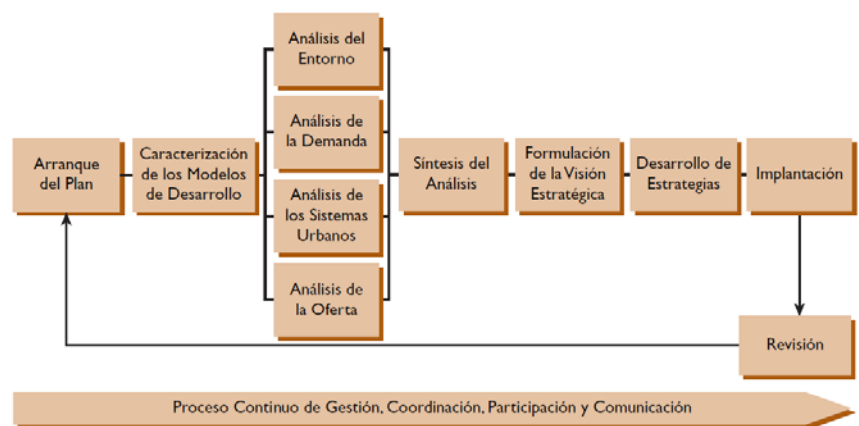 Arranque
del Plan
Caracterización
de los Modelos
de Desarrollo
Análisis del
Entorno
Análisis de
la Demanda
Análisis de
los Sistemas
Urbanos
Análisis de
la Oferta
Síntesis del
Análisis
Formulación
de la Visión
Estratégica
Desarrollo de
Estrategias
Implantación
Revisión
Proceso Continuo de Gestión, Coordinación, Participación y Comunicación